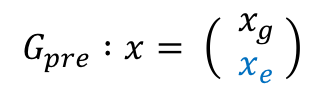 G_pre : x = ( x_g
x_e )